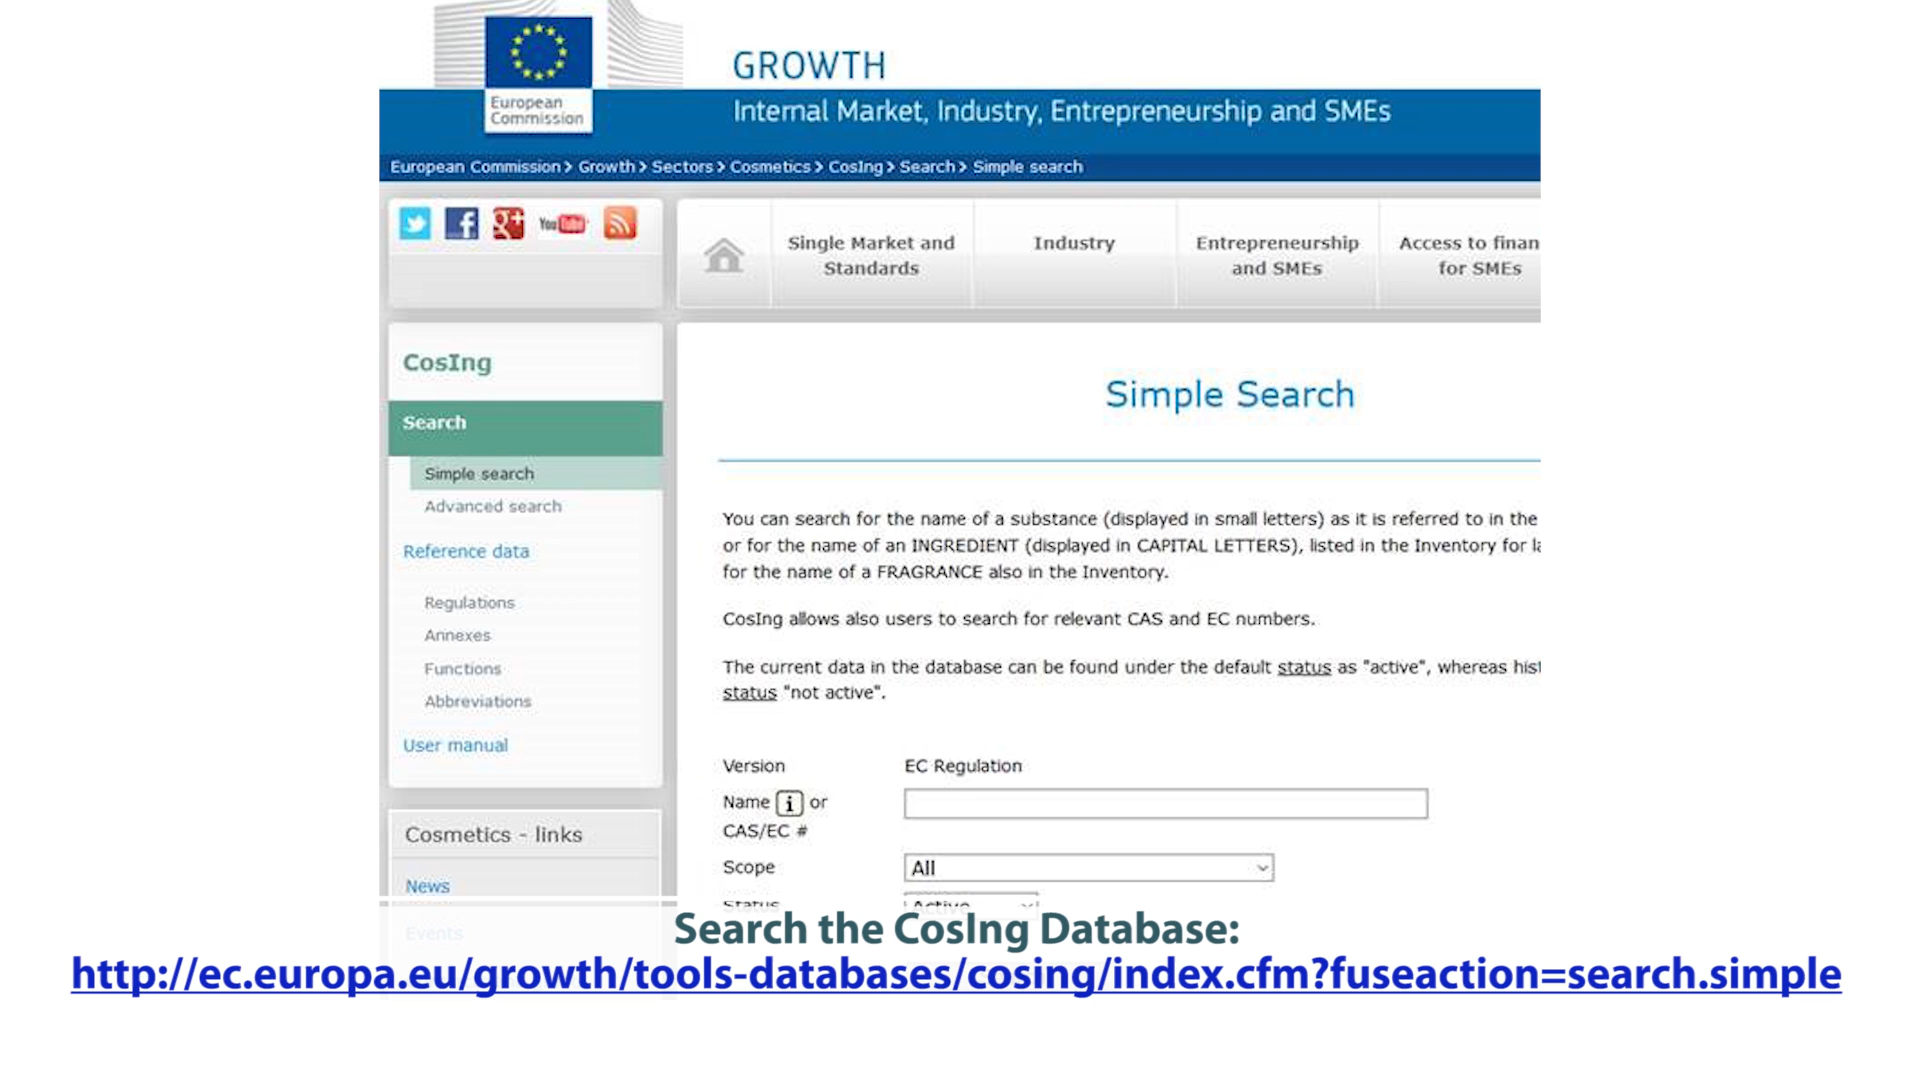 GROWTH
European
Commission
Internal Market, Industry, Entrepreneurship and SMEs
European Commission > Growth > Sectors > Cosmetics > CosIng > Search > Simple search
You Tube
Single Market and
Standards
Industry
Entrepreneurship
and SMEs
Access to finan
for SMEs
CosIng
Search
Simple search
Advanced search
Reference data
Regulations
Annexes
Functions
Abbreviations
User manual
Cosmetics - links
News
Events
Simple Search
You can search for the name of a substance (displayed in small letters) as it is referred to in the
or for the name of an INGREDIENT (displayed in CAPITAL LETTERS), listed in the Inventory for la
for the name of a FRAGRANCE also in the Inventory.
CosIng allows also users to search for relevant CAS and EC numbers.
The current data in the database can be found under the default status as "active", whereas hist
status "not active".
Version EC Regulation
Name i or
CAS/EC #
Scope All
Status Active
Search the CosIng Database:
http://ec.europa.eu/growth/tools-databases/cosing/index.cfm?fuseaction=search.simple